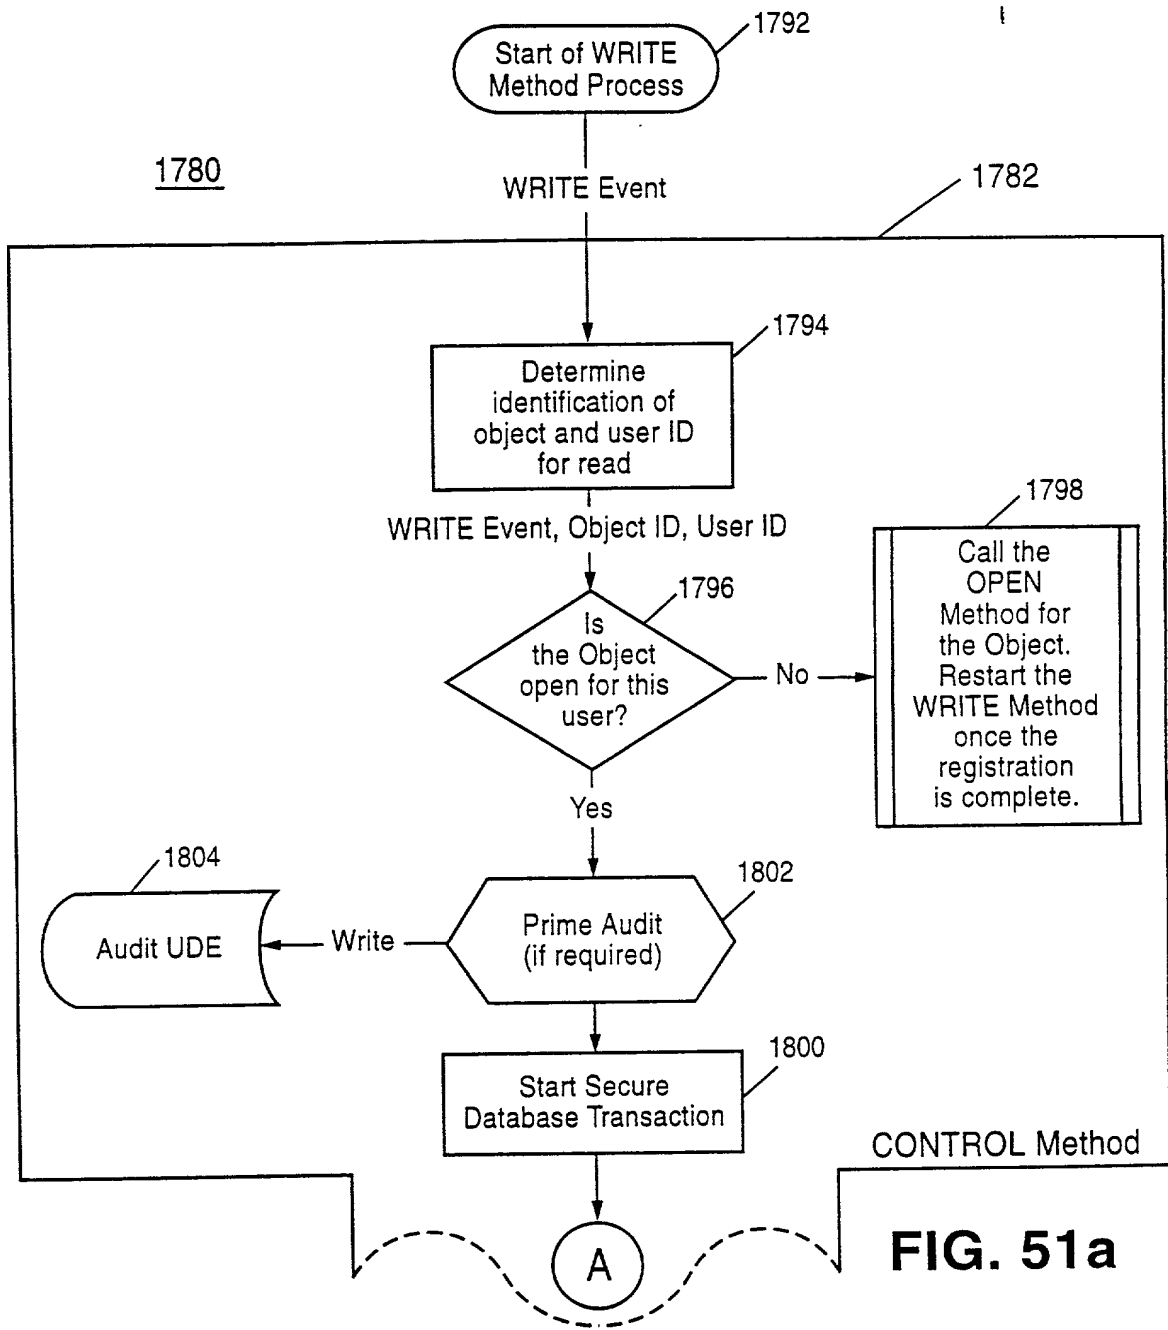 1792
Start of WRITE
Method Process
1780
WRITE Event
1782
1794
Determine
identification of
object and user ID
for read
WRITE Event, Object ID, User ID
1798
Call the
OPEN
Method for
the Object.
Restart the
WRITE Method
once the
registration
is complete.
1796
Is
the Object
open for this
user?
No
Yes
1804
Audit UDE
Write
1802
Prime Audit
(if required)
1800
Start Secure
Database Transaction
CONTROL Method
A
FIG. 51a